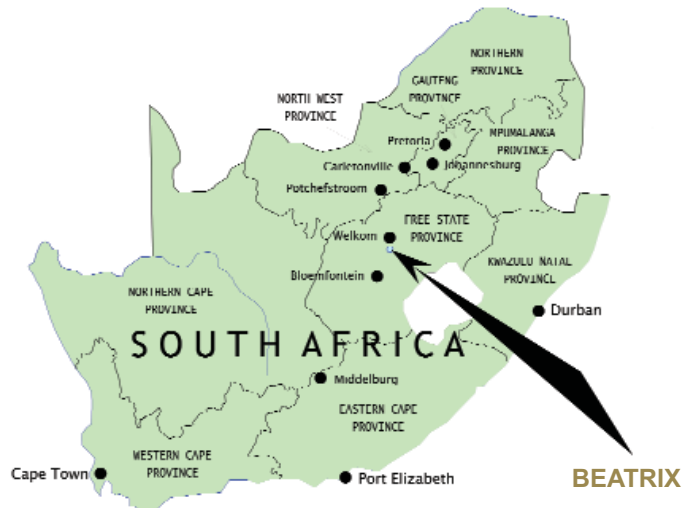 NORTHERN
PROVINCE
GAUTENG
PROVINCE
NORTH WEST
PROVINCE
MPUMALANGA
PROVINCE
Pretoria
Johannesburg
Carletonville
Potchefstroom
FREE STATE
PROVINCE
Welkom
KWAZULU NATAL
PROVINCE
Bloemfontein
NORTHERN CAPE
PROVINCE
Durban
SOUTH AFRICA
Middelburg
EASTERN CAPE
PROVINCE
WESTERN CAPE
PROVINCE
Cape Town
Port Elizabeth
BEATRIX